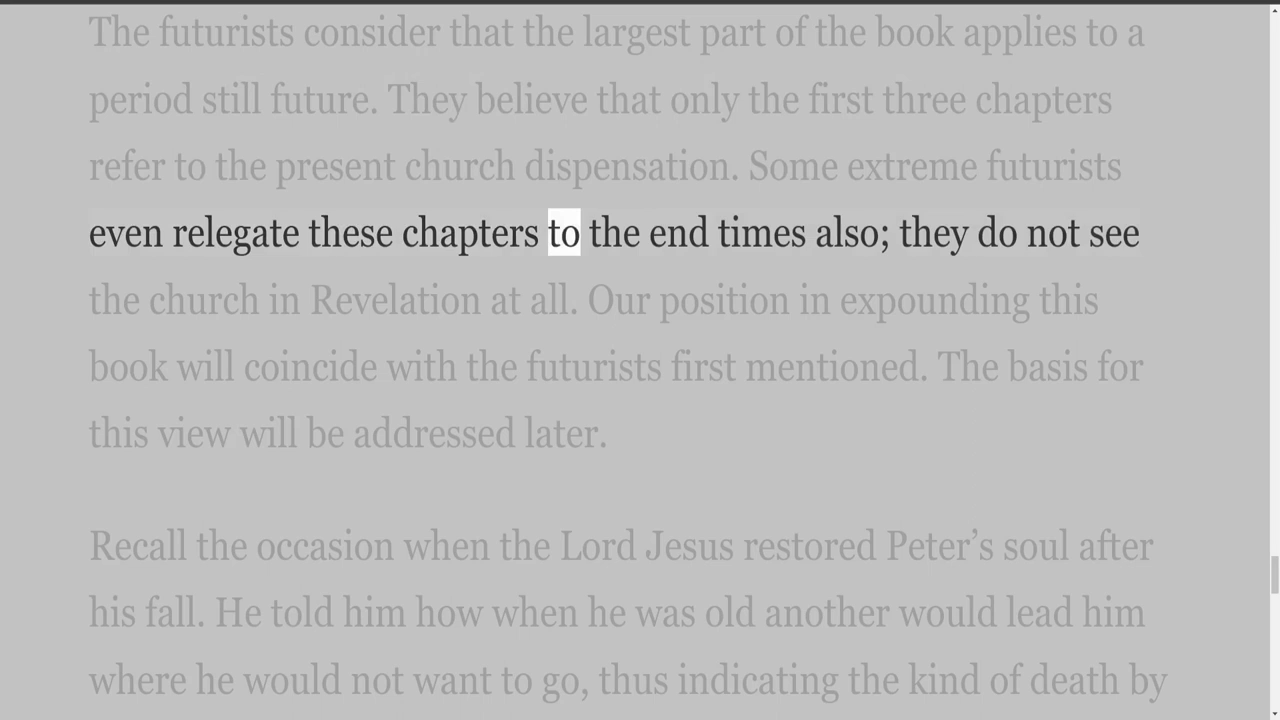 The futurists consider that the largest part of the book applies to a
period still future. They believe that only the first three chapters
refer to the present church dispensation. Some extreme futurists
even relegate these chapters to the end times also; they do not see
the church in Revelation at all. Our position in expounding this
book will coincide with the futurists first mentioned. The basis for
this view will be addressed later.
Recall the occasion when the Lord Jesus restored Peter’s soul after
his fall. He told him how when he was old another would lead him
where he would not want to go, thus indicating the kind of death by